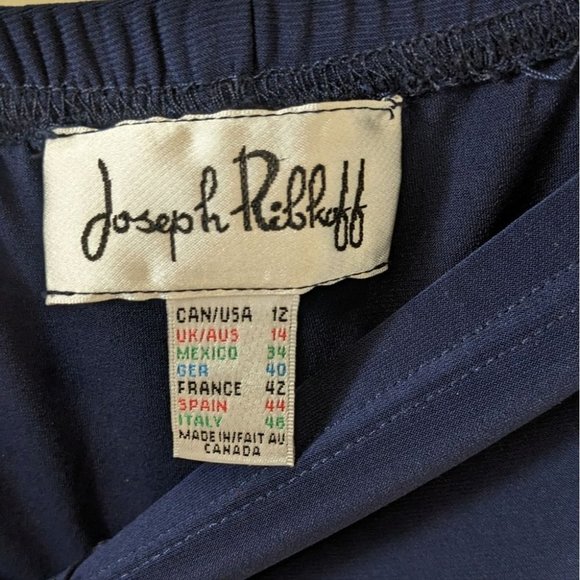 Joseph Ribkoff
CAN/USA 12
UK/AUS 14
MEXICO 34
GER 40
FRANCE 42
SPAIN 44
ITALY 48
MADE IN/FAIT AU
CANADA